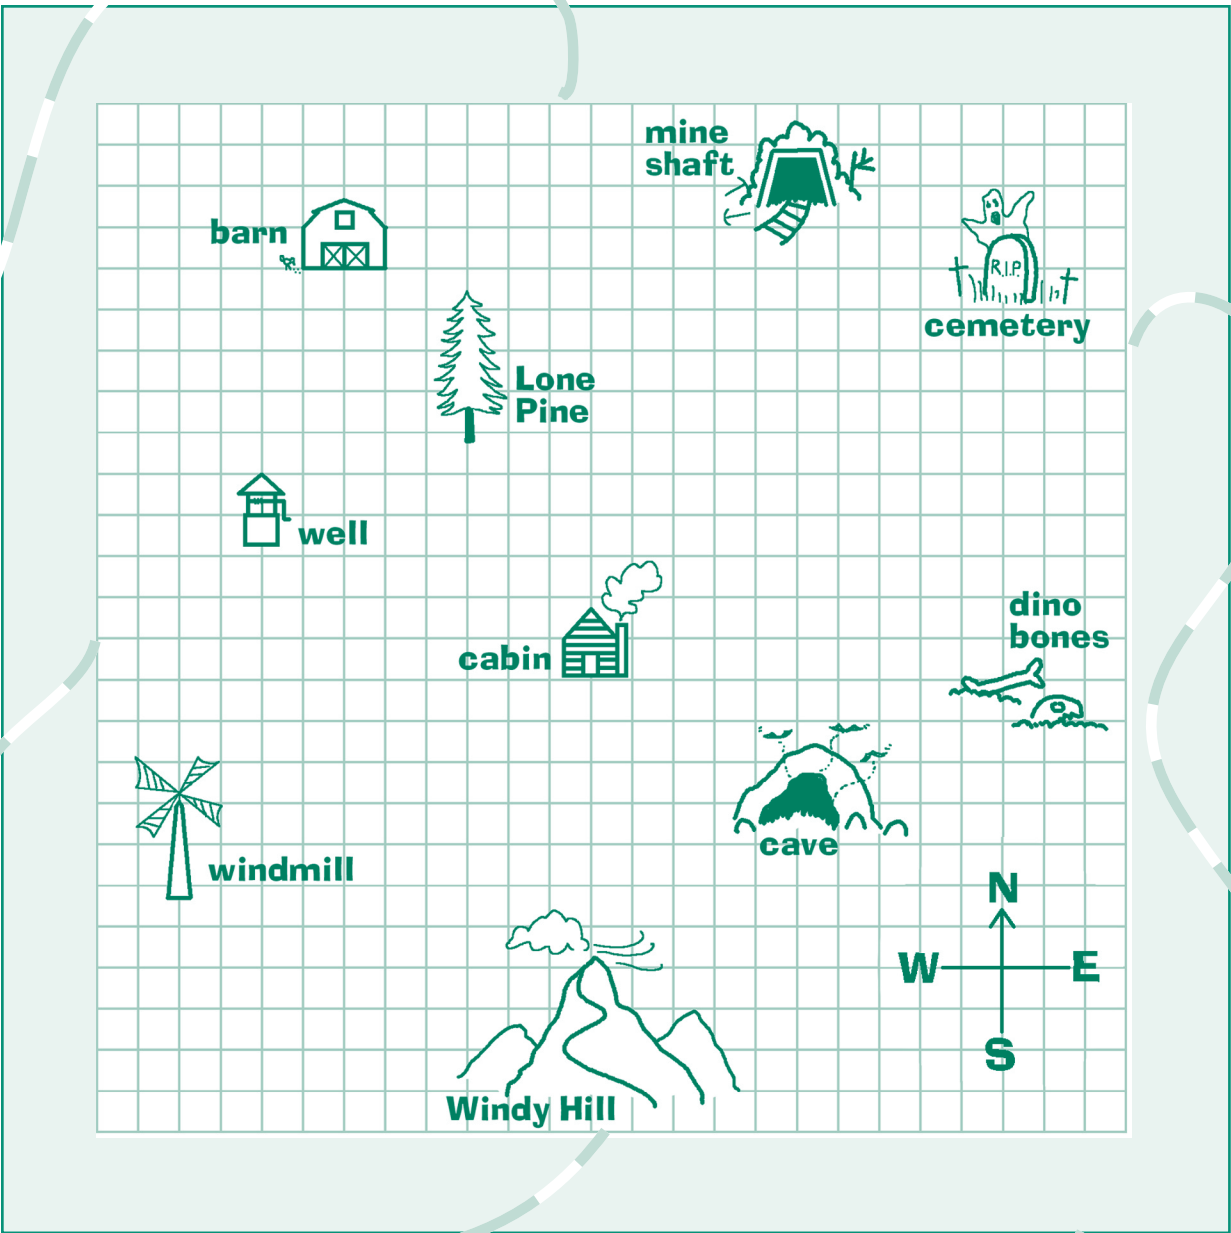 mine
shaft
barn
R.I.P.
cemetery
Lone
Pine
well
dino
bones
cabin
cave
windmill
N
W E
S
Windy Hill